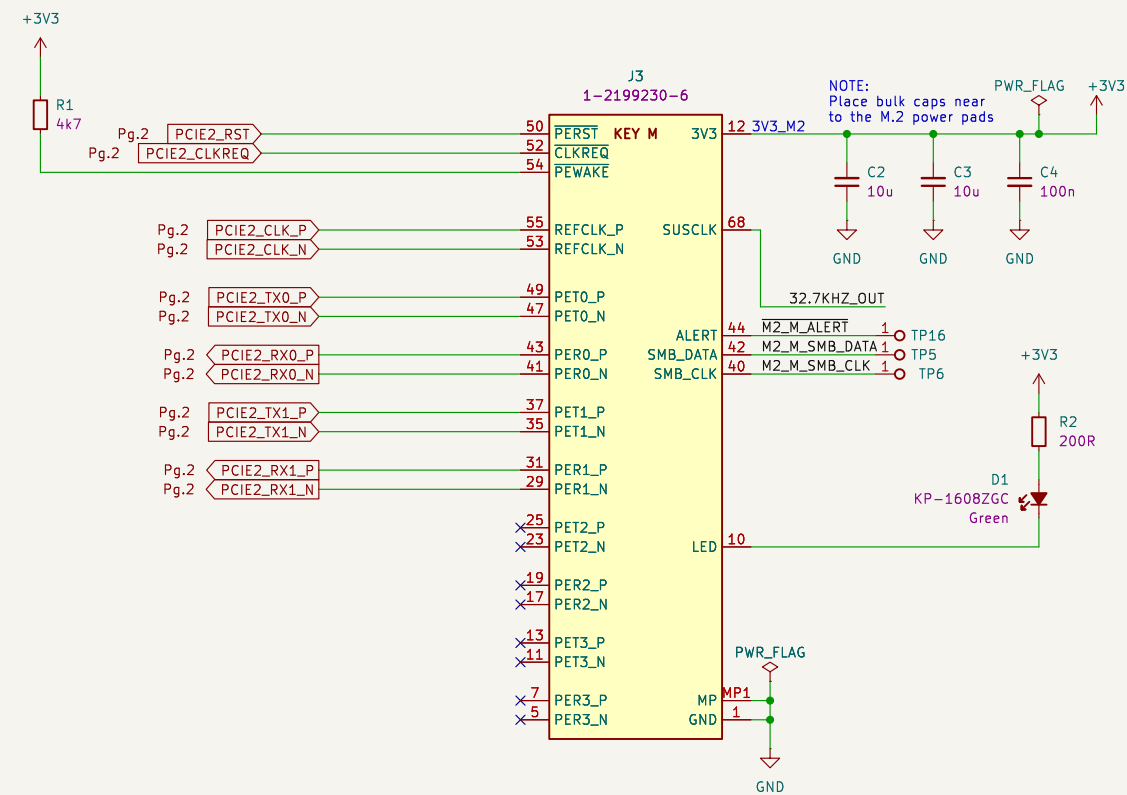 +3V3
R1
4k7
J3
1-2199230-6
KEY M
NOTE:
Place bulk caps near
to the M.2 power pads
PWR_FLAG
+3V3
Pg.2 PCIE2_RST 50 PERST
Pg.2 PCIE2_CLKREQ 52 CLKREQ
54 PEWAKE
3V3 12 3V3_M2
C2
10u
GND
C3
10u
GND
C4
100n
GND
Pg.2 PCIE2_CLK_P 55 REFCLK_P
Pg.2 PCIE2_CLK_N 53 REFCLK_N
SUSCLK 68
32.7KHZ_OUT
Pg.2 PCIE2_TX0_P 49 PET0_P
Pg.2 PCIE2_TX0_N 47 PET0_N
ALERT 44 M2_M_ALERT 1 TP16
SMB_DATA 42 M2_M_SMB_DATA 1 TP5
SMB_CLK 40 M2_M_SMB_CLK 1 TP6
Pg.2 PCIE2_RX0_P 43 PER0_P
Pg.2 PCIE2_RX0_N 41 PER0_N
Pg.2 PCIE2_TX1_P 37 PET1_P
Pg.2 PCIE2_TX1_N 35 PET1_N
Pg.2 PCIE2_RX1_P 31 PER1_P
Pg.2 PCIE2_RX1_N 29 PER1_N
+3V3
R2
200R
D1
KP-1608ZGC
Green
25 PET2_P
23 PET2_N
LED 10
19 PER2_P
17 PER2_N
13 PET3_P
11 PET3_N
7 PER3_P
5 PER3_N
PWR_FLAG
MP MP1
GND 1
GND